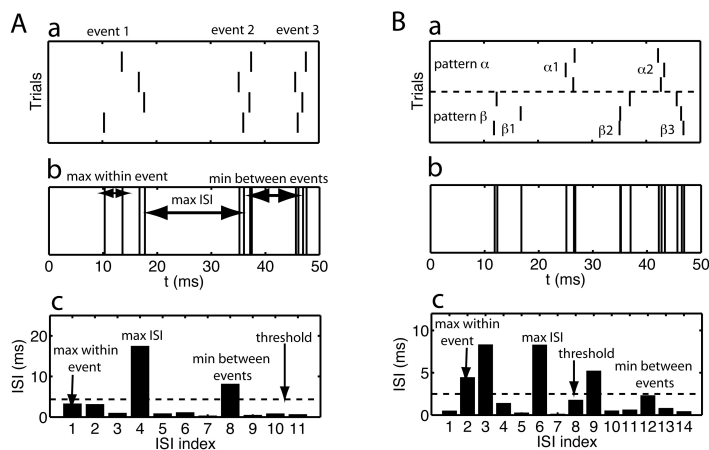 A
a
event 1 event 2 event 3
Trials
b
max within event min between events
max ISI
0 10 20 30 40 50
t (ms)
c
ISI (ms)
20
10
0
max within
event
max ISI
threshold
min between
events
1 2 3 4 5 6 7 8 9 10 11
ISI index
B
a
Trials
pattern α α1 α2
pattern β β1 β2 β3
b
0 10 20 30 40 50
t (ms)
c
ISI (ms)
10
5
0
max within
event
max ISI
threshold
min between
events
1 2 3 4 5 6 7 8 9 10 11 12 13 14
ISI index